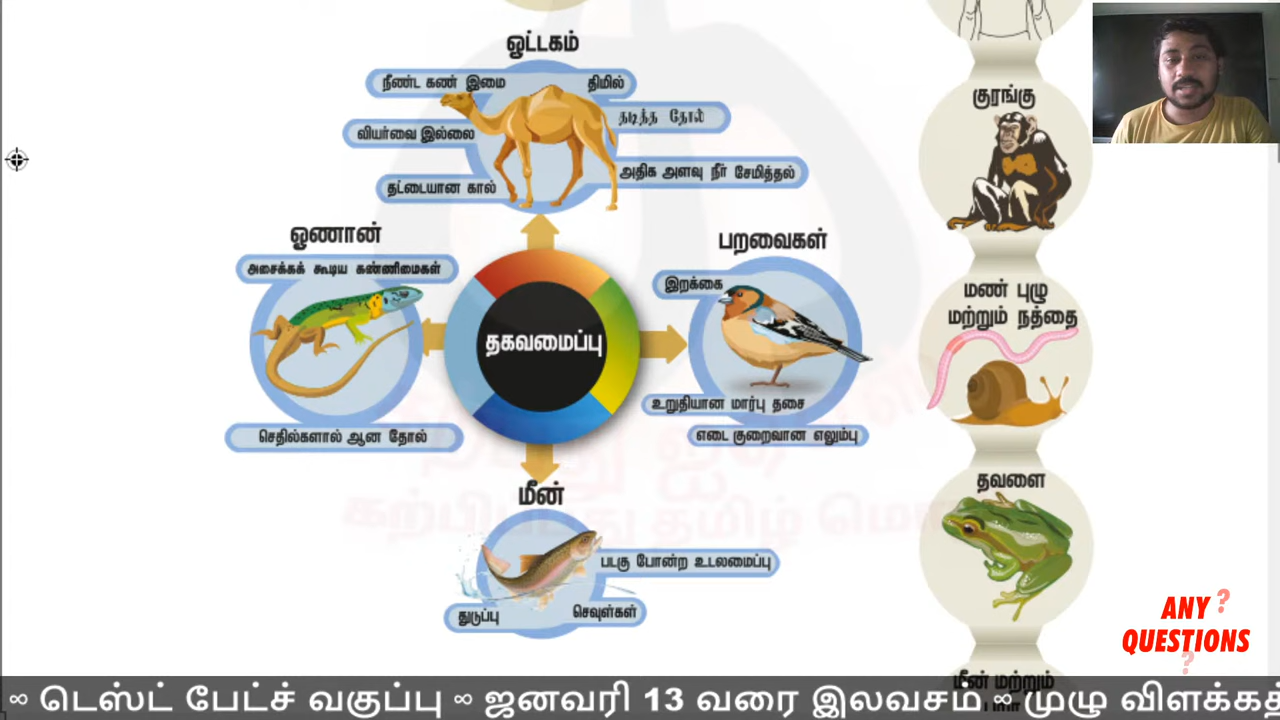 ஒட்டகம்
நீண்ட கண் இமை
திமில்
தடித்த தோல்
வியர்வை இல்லை
அதிக அளவு நீர் சேமித்தல்
தட்டையான கால்
ஓணான்
அசைக்கக் கூடிய கண்ணிமைகள்
செதில்களால் ஆன தோல்
தகவமைப்பு
பறவைகள்
இறக்கை
உறுதியான மார்பு தசை
எடை குறைவான எலும்பு
மீன்
படகு போன்ற உடலமைப்பு
துடுப்பு
செவுள்கள்
குரங்கு
மண் புழு
மற்றும் நத்தை
தவளை
மீன் மற்றும்
ANY ?
QUESTIONS
?
∞ டெஸ்ட் பேட்ச் வகுப்பு ∞ ஜனவரி 13 வரை இலவசம் ∞ முழு